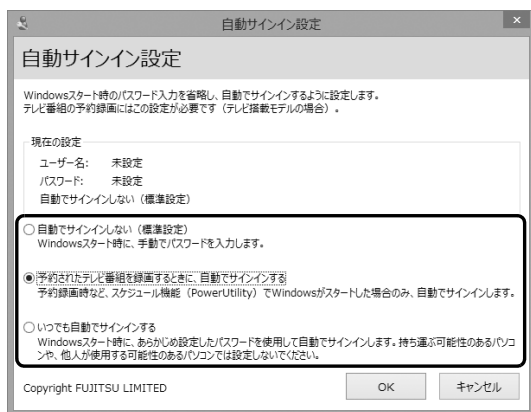 自動サインイン設定
自動サインイン設定
Windowsスタート時のパスワード入力を省略し、自動でサインインするように設定します。
テレビ番組の予約録画にはこの設定が必要です（テレビ搭載モデルの場合）。
現在の設定
ユーザー名: 未設定
パスワード: 未設定
自動でサインインしない（標準設定）
自動でサインインしない（標準設定）
Windowsスタート時に、手動でパスワードを入力します。
予約されたテレビ番組を録画するときに、自動でサインインする
予約録画時など、スケジュール機能（PowerUtility）でWindowsがスタートした場合のみ、自動でサインインします。
いつでも自動でサインインする
Windowsスタート時に、あらかじめ設定したパスワードを使用して自動でサインインします。持ち運ぶ可能性のあるパソコ
ンや、他人が使用する可能性のあるパソコンでは設定しないでください。
Copyright FUJITSU LIMITED
OK
キャンセル